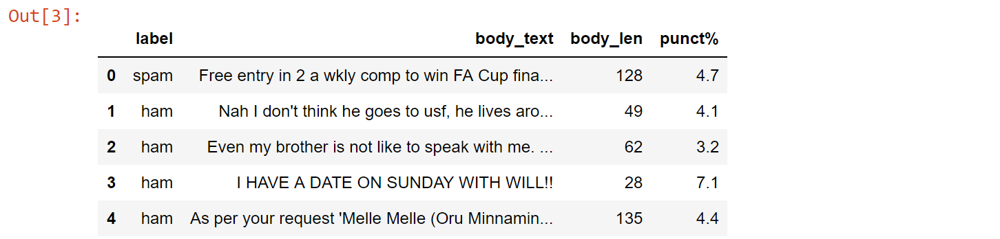 Out[3]:
label body_text body_len punct%
0 spam Free entry in 2 a wkly comp to win FA Cup fina... 128 4.7
1 ham Nah I don't think he goes to usf, he lives aro... 49 4.1
2 ham Even my brother is not like to speak with me. ... 62 3.2
3 ham I HAVE A DATE ON SUNDAY WITH WILL!! 28 7.1
4 ham As per your request 'Melle Melle (Oru Minnamin... 135 4.4